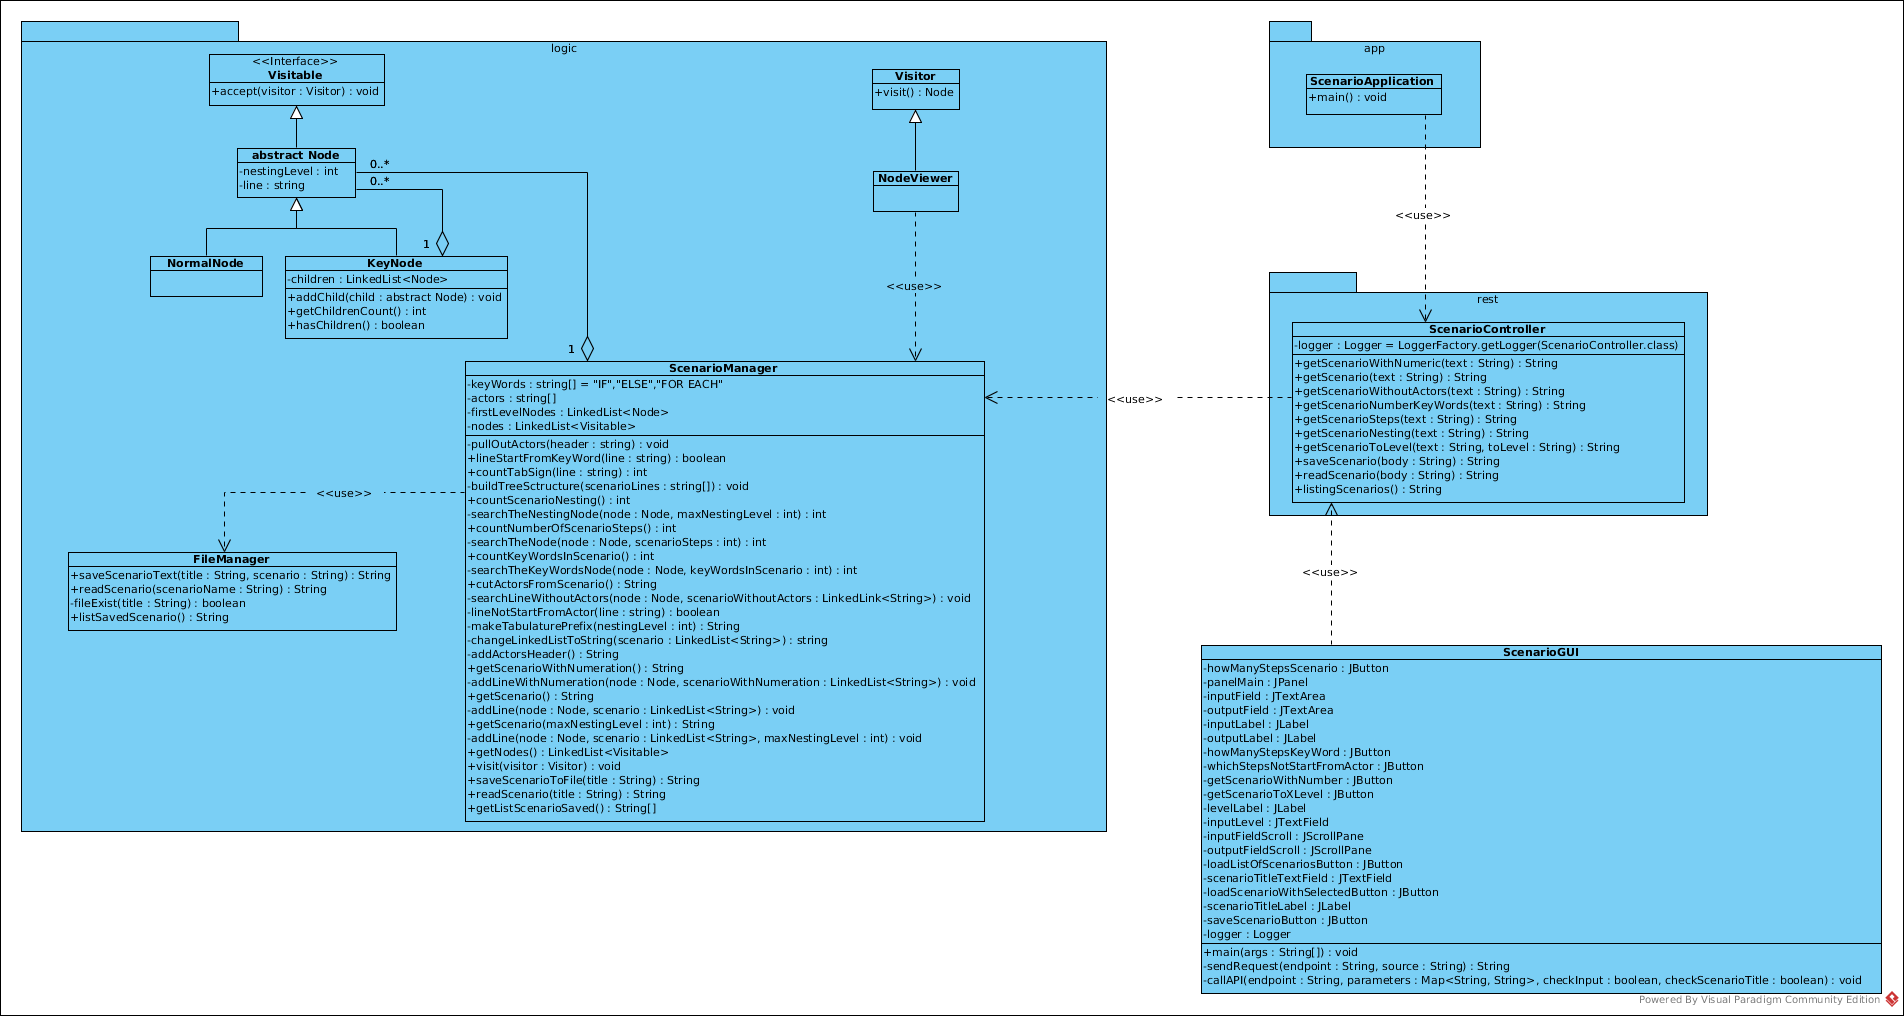 logic
<<Interface>>
Visitable
+accept(visitor : Visitor) : void
Visitor
+visit() : Node
abstract Node
-nestingLevel : int
-line : string
0..*
0..*
NodeViewer
1
NormalNode
KeyNode
-children : LinkedList<Node>
+addChild(child : abstract Node) : void
+getChildrenCount() : int
+hasChildren() : boolean
<<use>>
1
ScenarioManager
-keyWords : string[] = "IF","ELSE","FOR EACH"
-actors : string[]
-firstLevelNodes : LinkedList<Node>
-nodes : LinkedList<Visitable>
-pullOutActors(header : string) : void
+lineStartFromKeyWord(line : string) : boolean
+countTabSign(line : string) : int
-buildTreeSctructure(scenarioLines : string[]) : void
+countScenarioNesting() : int
-searchTheNestingNode(node : Node, maxNestingLevel : int) : int
+countNumberOfScenarioSteps() : int
-searchTheNode(node : Node, scenarioSteps : int) : int
+countKeyWordsInScenario() : int
-searchTheKeyWordsNode(node : Node, keyWordsInScenario : int) : int
+cutActorsFromScenario() : String
-searchLineWithoutActors(node : Node, scenarioWithoutActors : LinkedLink<String>) : void
-lineNotStartFromActor(line : string) : boolean
-makeTabulaturePrefix(nestingLevel : int) : String
-changeLinkedListToString(scenario : LinkedList<String>) : string
-addActorsHeader() : String
+getScenarioWithNumeration() : String
-addLineWithNumeration(node : Node, scenarioWithNumeration : LinkedList<String>) : void
+getScenario() : String
-addLine(node : Node, scenario : LinkedList<String>) : void
+getScenario(maxNestingLevel : int) : String
-addLine(node : Node, scenario : LinkedList<String>, maxNestingLevel : int) : void
+getNodes() : LinkedList<Visitable>
+visit(visitor : Visitor) : void
+saveScenarioToFile(title : String) : String
+readScenario(title : String) : String
+getListScenarioSaved() : String[]
<<use>>
FileManager
+saveScenarioText(title : String, scenario : String) : String
+readScenario(scenarioName : String) : String
-fileExist(title : String) : boolean
+listSavedScenario() : String
app
ScenarioApplication
+main() : void
<<use>>
rest
ScenarioController
-logger : Logger = LoggerFactory.getLogger(ScenarioController.class)
+getScenarioWithNumeric(text : String) : String
+getScenario(text : String) : String
+getScenarioWithoutActors(text : String) : String
+getScenarioNumberKeyWords(text : String) : String
+getScenarioSteps(text : String) : String
+getScenarioNesting(text : String) : String
+getScenarioToLevel(text : String, toLevel : String) : String
+saveScenario(body : String) : String
+readScenario(body : String) : String
+listingScenarios() : String
<<use>>
<<use>>
ScenarioGUI
-howManyStepsScenario : JButton
-panelMain : JPanel
-inputField : JTextArea
-outputField : JTextArea
-inputLabel : JLabel
-outputLabel : JLabel
-howManyStepsKeyWord : JButton
-whichStepsNotStartFromActor : JButton
-getScenarioWithNumber : JButton
-getScenarioToXLevel : JButton
-levelLabel : JLabel
-inputLevel : JTextField
-inputFieldScroll : JScrollPane
-outputFieldScroll : JScrollPane
-loadListOfScenariosButton : JButton
-scenarioTitleTextField : JTextField
-loadScenarioWithSelectedButton : JButton
-scenarioTitleLabel : JLabel
-saveScenarioButton : JButton
-logger : Logger
+main(args : String[]) : void
-sendRequest(endpoint : String, source : String) : String
-callAPI(endpoint : String, parameters : Map<String, String>, checkInput : boolean, checkScenarioTitle : boolean) : void
Powered By Visual Paradigm Community Edition